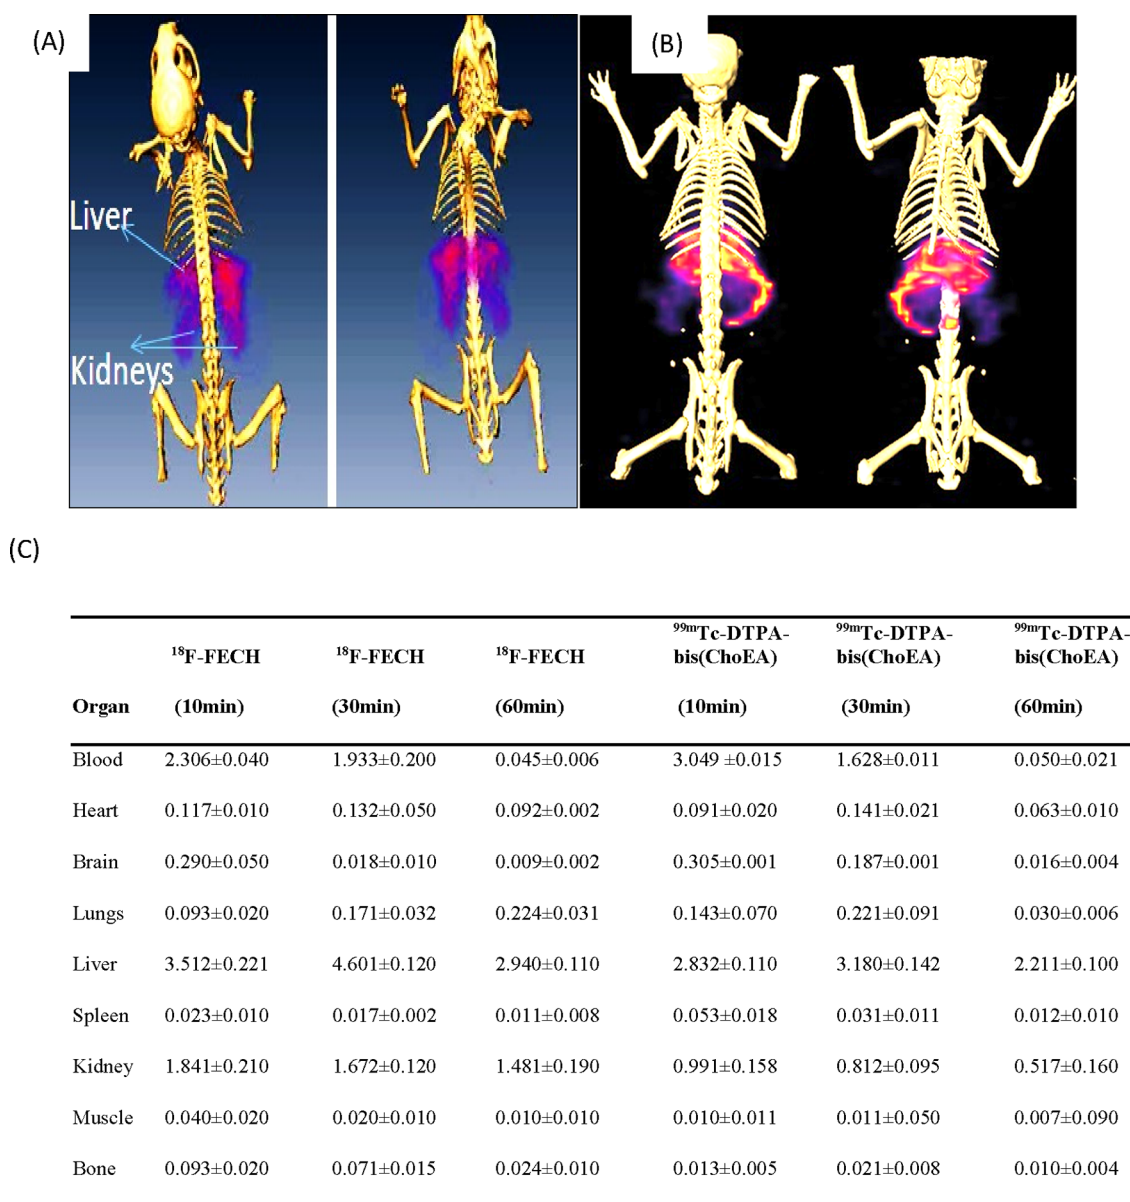 (A)
(B)
Liver
Kidneys
(C)
Organ ¹⁸F-FECH (10min) ¹⁸F-FECH (30min) ¹⁸F-FECH (60min) ⁹⁹ᵐTc-DTPA-bis(ChoEA) (10min) ⁹⁹ᵐTc-DTPA-bis(ChoEA) (30min) ⁹⁹ᵐTc-DTPA-bis(ChoEA) (60min)
Blood 2.306±0.040 1.933±0.200 0.045±0.006 3.049 ±0.015 1.628±0.011 0.050±0.021
Heart 0.117±0.010 0.132±0.050 0.092±0.002 0.091±0.020 0.141±0.021 0.063±0.010
Brain 0.290±0.050 0.018±0.010 0.009±0.002 0.305±0.001 0.187±0.001 0.016±0.004
Lungs 0.093±0.020 0.171±0.032 0.224±0.031 0.143±0.070 0.221±0.091 0.030±0.006
Liver 3.512±0.221 4.601±0.120 2.940±0.110 2.832±0.110 3.180±0.142 2.211±0.100
Spleen 0.023±0.010 0.017±0.002 0.011±0.008 0.053±0.018 0.031±0.011 0.012±0.010
Kidney 1.841±0.210 1.672±0.120 1.481±0.190 0.991±0.158 0.812±0.095 0.517±0.160
Muscle 0.040±0.020 0.020±0.010 0.010±0.010 0.010±0.011 0.011±0.050 0.007±0.090
Bone 0.093±0.020 0.071±0.015 0.024±0.010 0.013±0.005 0.021±0.008 0.010±0.004